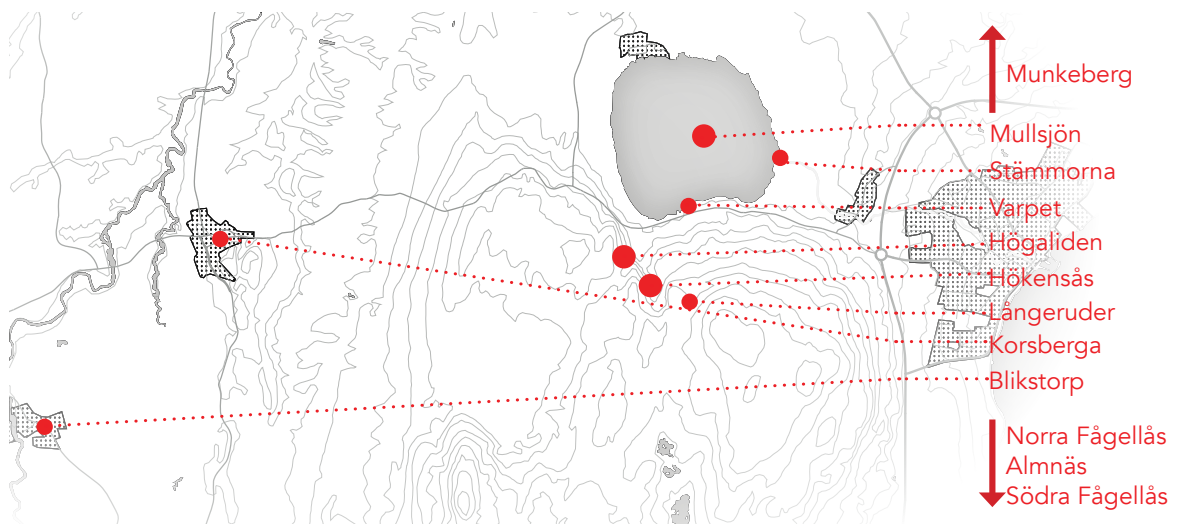 Munkeberg
Mullsjön
Stämmorna
Varpet
Högaliden
Hökensås
Långeruder
Korsberga
Blikstorp
Norra Fågellås
Almnäs
Södra Fågellås